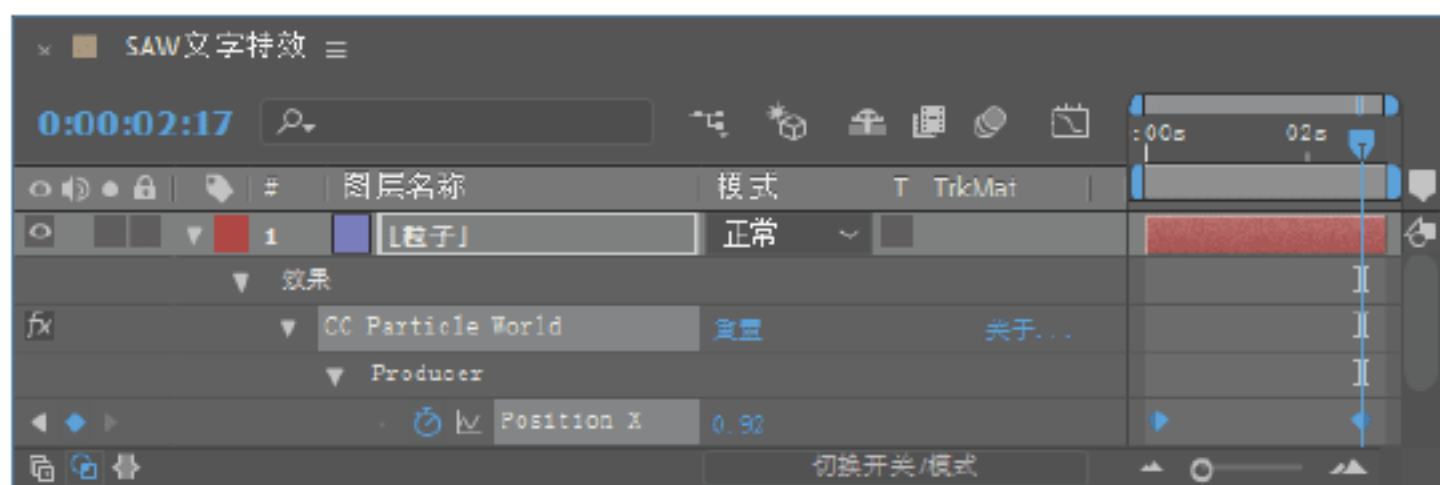 SAW文字特效
0:00:02:17
:00s 02s
# 图层名称 模式 T TrkMat
1 [粒子] 正常
效果
fx CC Particle World 重置 关于...
Producer
Position X 0.92
切换开关/模式